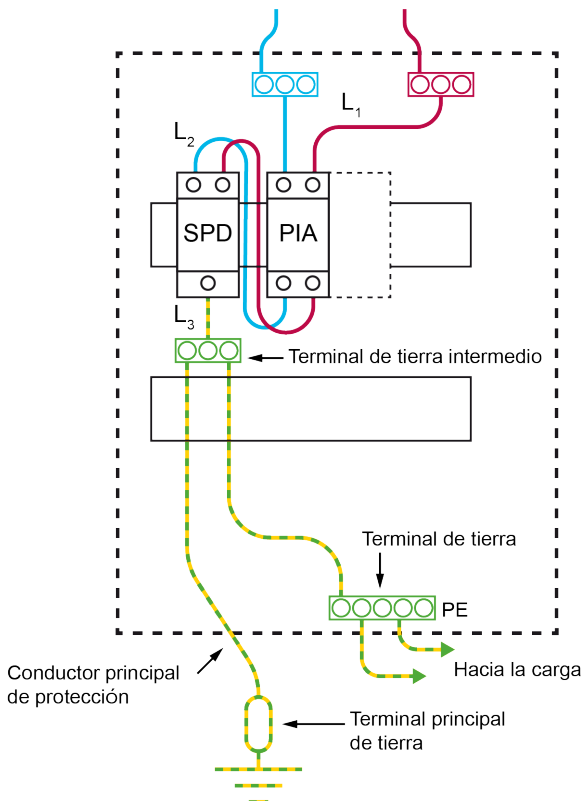 L1
L2
SPD
PIA
L3
Terminal de tierra intermedio
Terminal de tierra
PE
Hacia la carga
Conductor principal
de protección
Terminal principal
de tierra